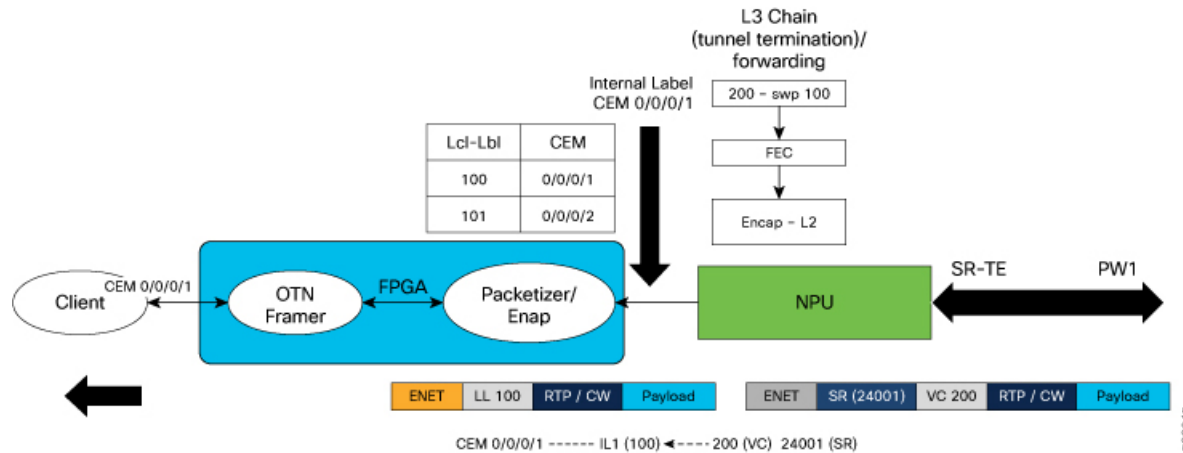 L3 Chain
(tunnel termination)/
forwarding
Internal Label
CEM 0/0/0/1
200 – swp 100
FEC
Encap – L2
Lcl-Lbl CEM
100 0/0/0/1
101 0/0/0/2
Client
CEM 0/0/0/1
OTN
Framer
FPGA
Packetizer/
Enap
NPU
SR-TE PW1
ENET LL 100 RTP / CW Payload
ENET SR (24001) VC 200 RTP / CW Payload
CEM 0/0/0/1 ------ IL1 (100) ◄---- 200 (VC) 24001 (SR)